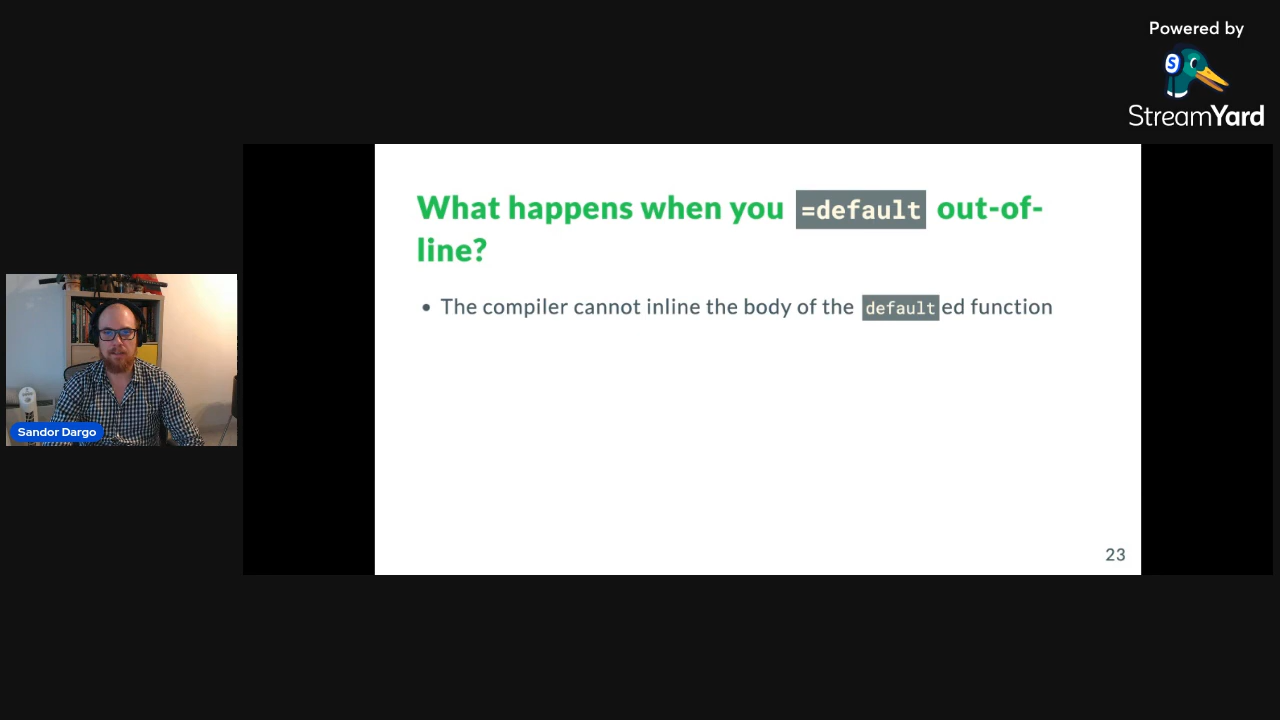 Powered by
S
StreamYard
What happens when you =default out-of-
line?
• The compiler cannot inline the body of the defaulted function
Sandor Dargo
23